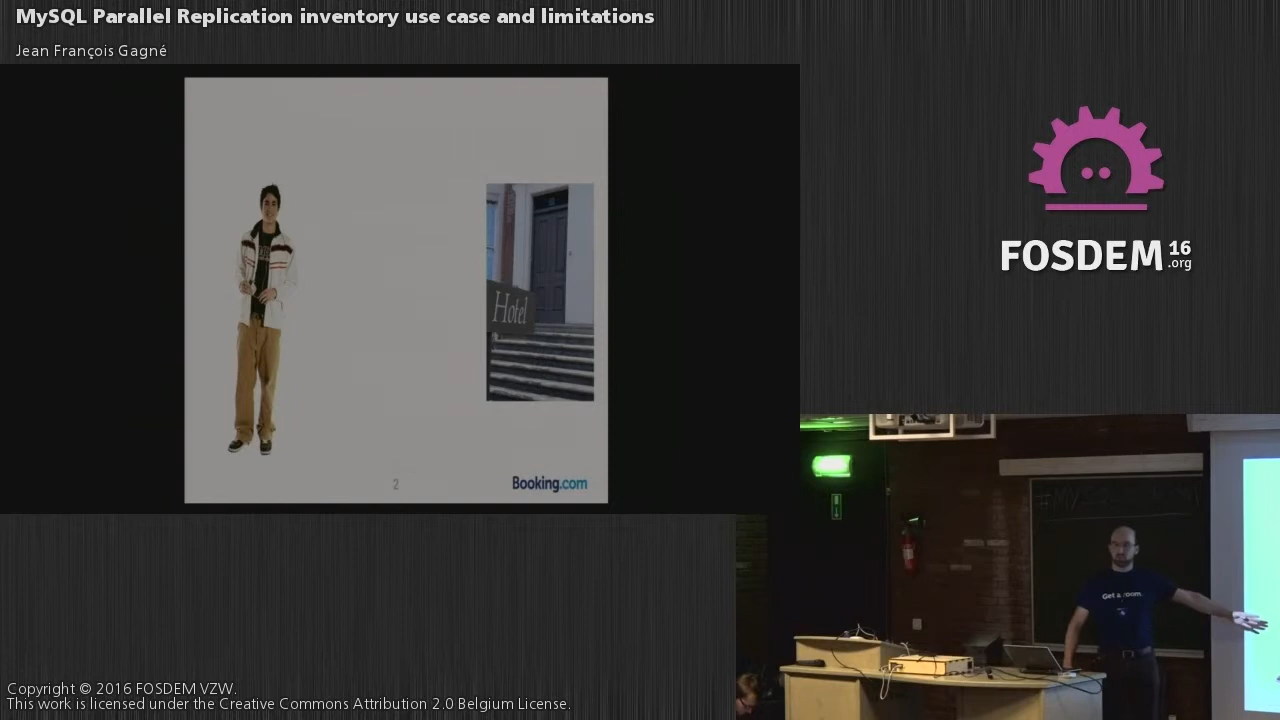 MySQL Parallel Replication inventory use case and limitations
Jean François Gagné
Hotel
2
Booking.com
FOSDEM 16 .org
Get a room
Copyright © 2016 FOSDEM VZW.
This work is licensed under the Creative Commons Attribution 2.0 Belgium License.